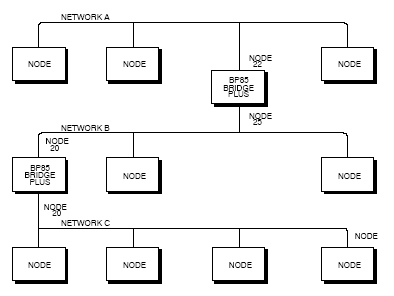 NETWORK A
NODE
NODE
NODE
22
NODE
BP85
BRIDGE
PLUS
NODE
25
NETWORK B
NODE
20
BP85
BRIDGE
PLUS
NODE
NODE
NODE
20
NETWORK C
NODE
NODE
NODE
NODE
NODE